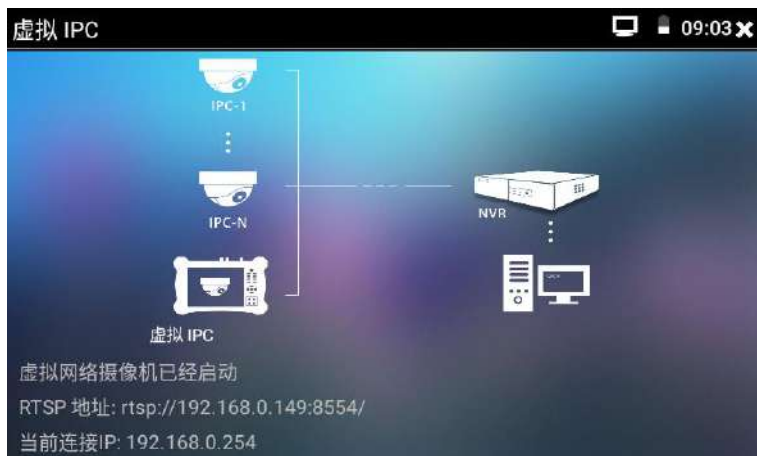 虚拟 IPC
09:03
IPC-1
IPC-N
NVR
虚拟 IPC
虚拟网络摄像机已经启动
RTSP 地址: rtsp://192.168.0.149:8554/
当前连接IP: 192.168.0.254